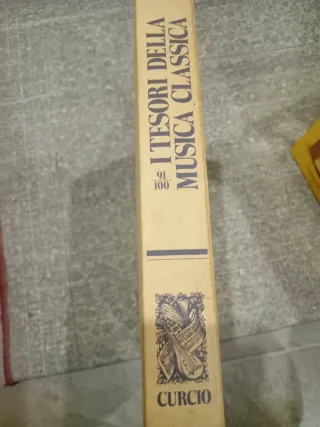 91
100
I TESORI DELLA
MUSICA CLASSICA
CURCIO